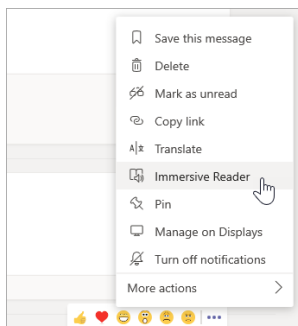 Save this message
Delete
Mark as unread
Copy link
Translate
Immersive Reader
Pin
Manage on Displays
Turn off notifications
More actions